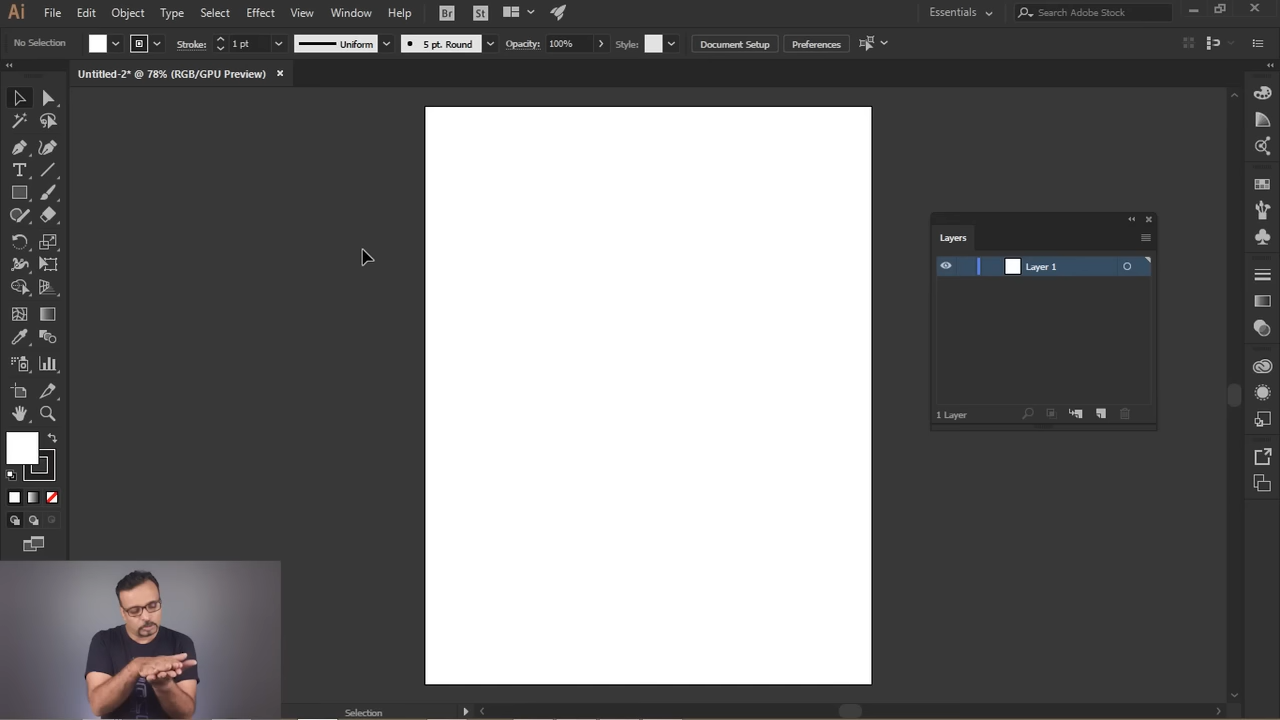 Ai File Edit Object Type Select Effect View Window Help Br St Essentials Search Adobe Stock
No Selection Stroke: 1 pt Uniform 5 pt. Round Opacity: 100% Style: Document Setup Preferences
Untitled-2* @ 78% (RGB/GPU Preview)
T
Layers
Layer 1
1 Layer
Selection